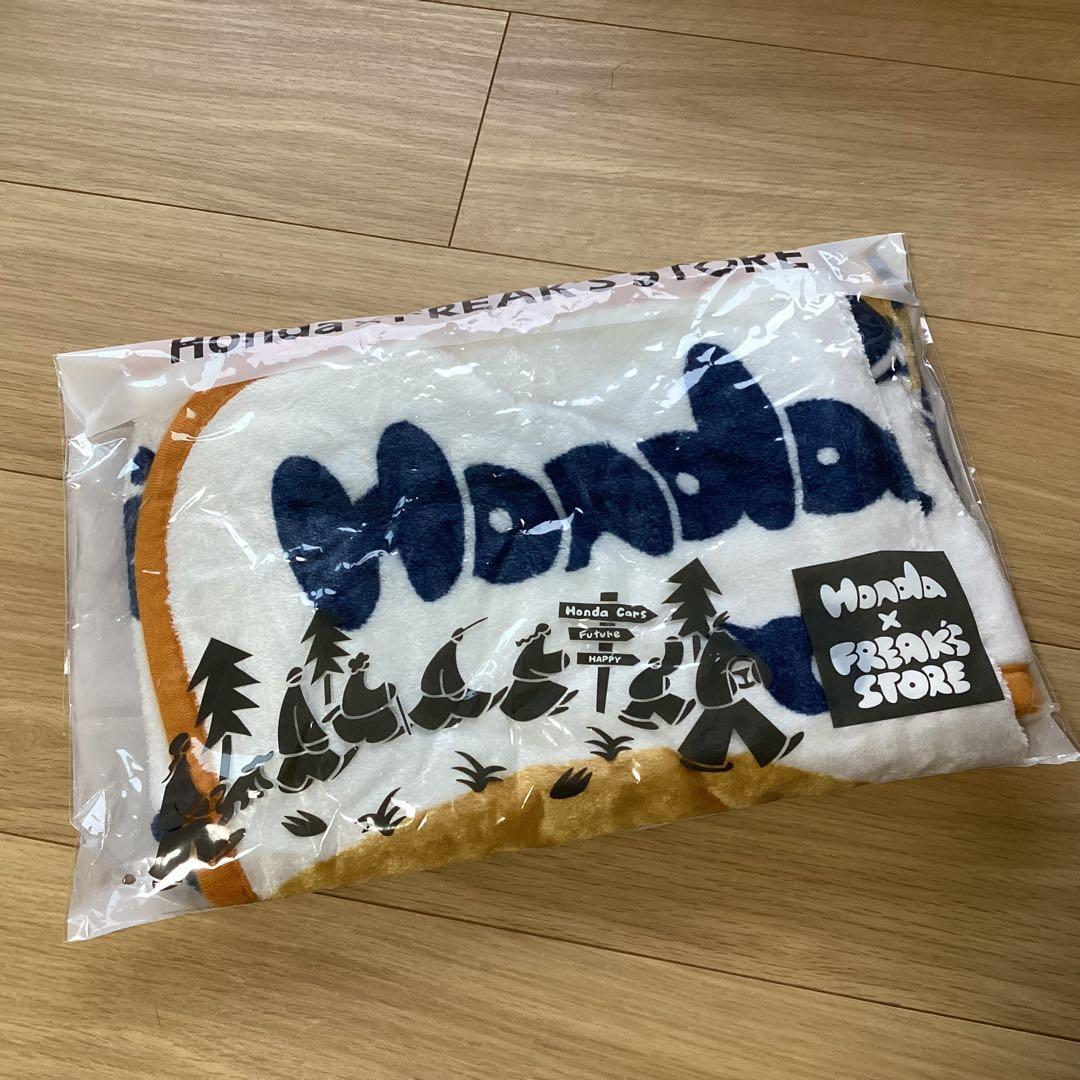 Honda × FREAK'S STORE
Honda
Honda Cars
Future
HAPPY
Honda
×
FREAK'S
STORE